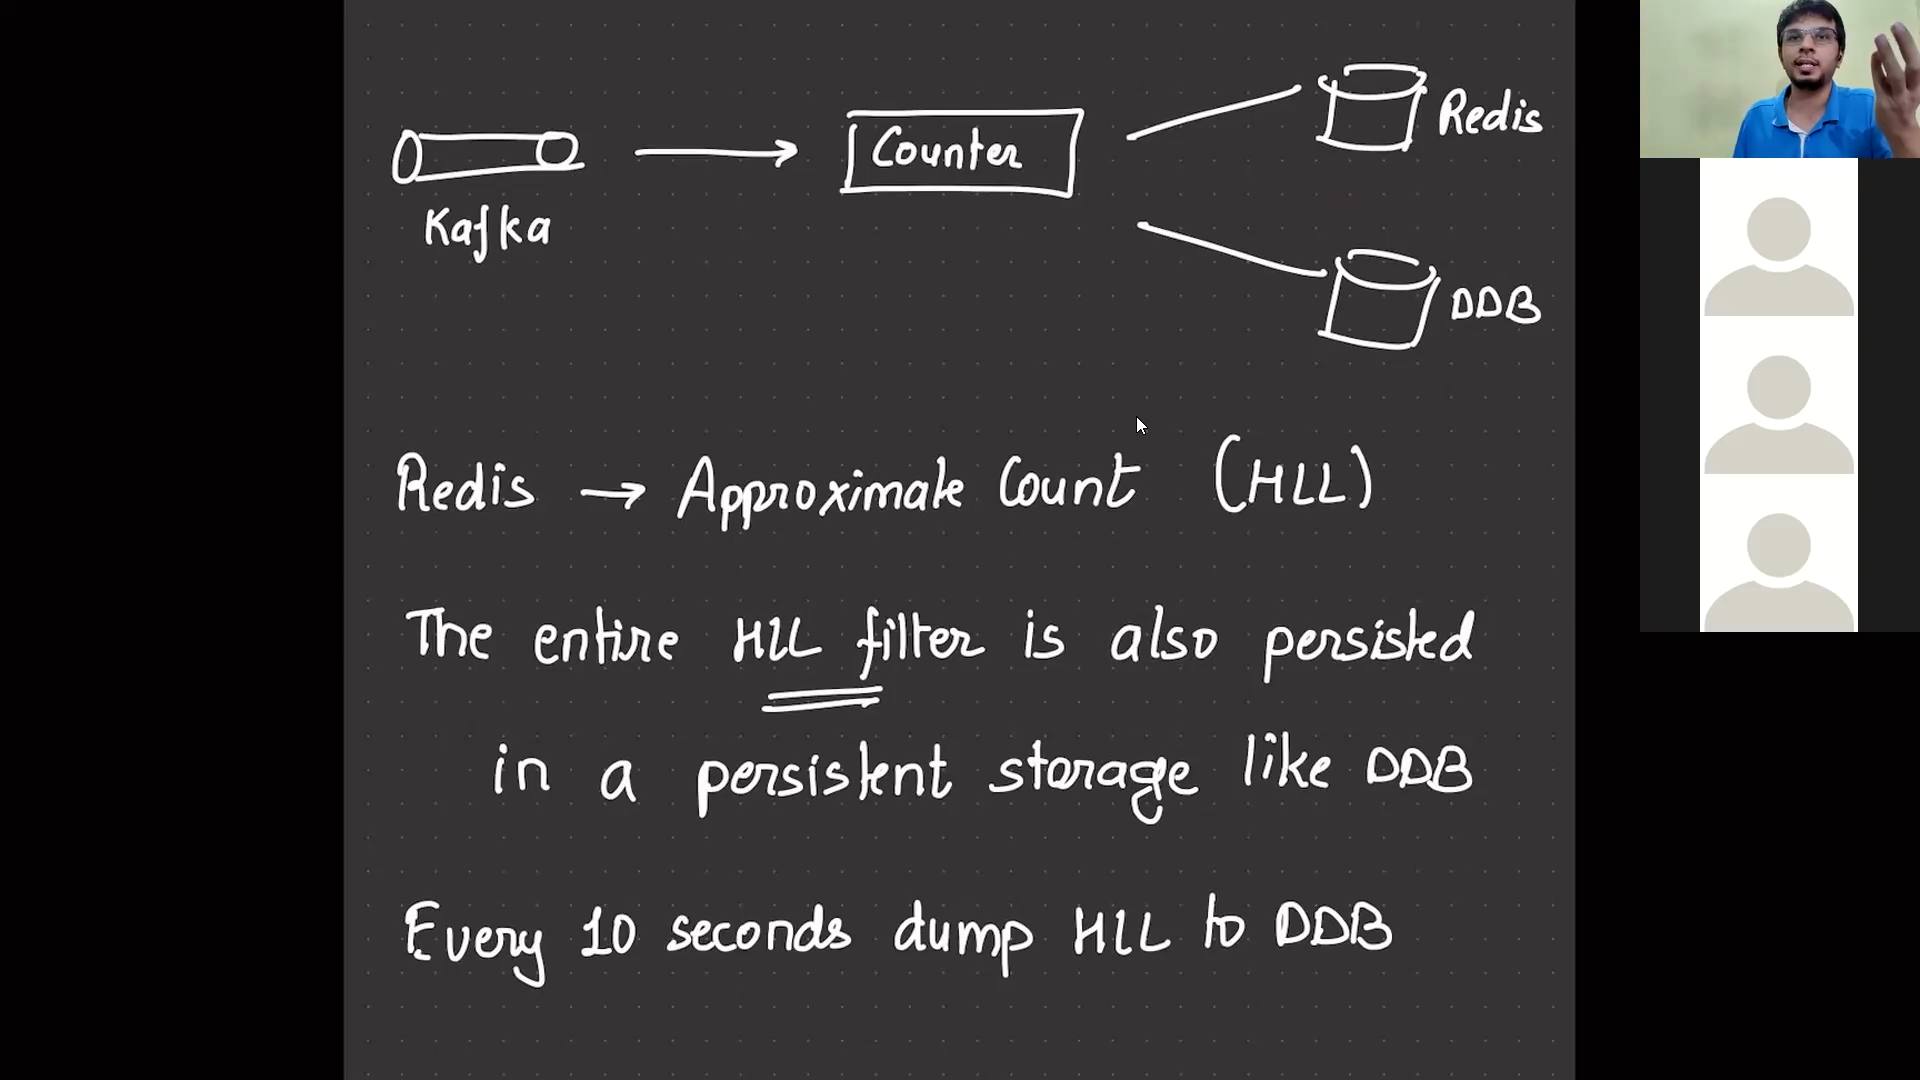 Redis
Counter
Kafka
DDB
Redis → Approximate Count (HLL)
The entire HLL filter is also persisted
in a persistent storage like DDB
Every 10 seconds dump HLL to DDB